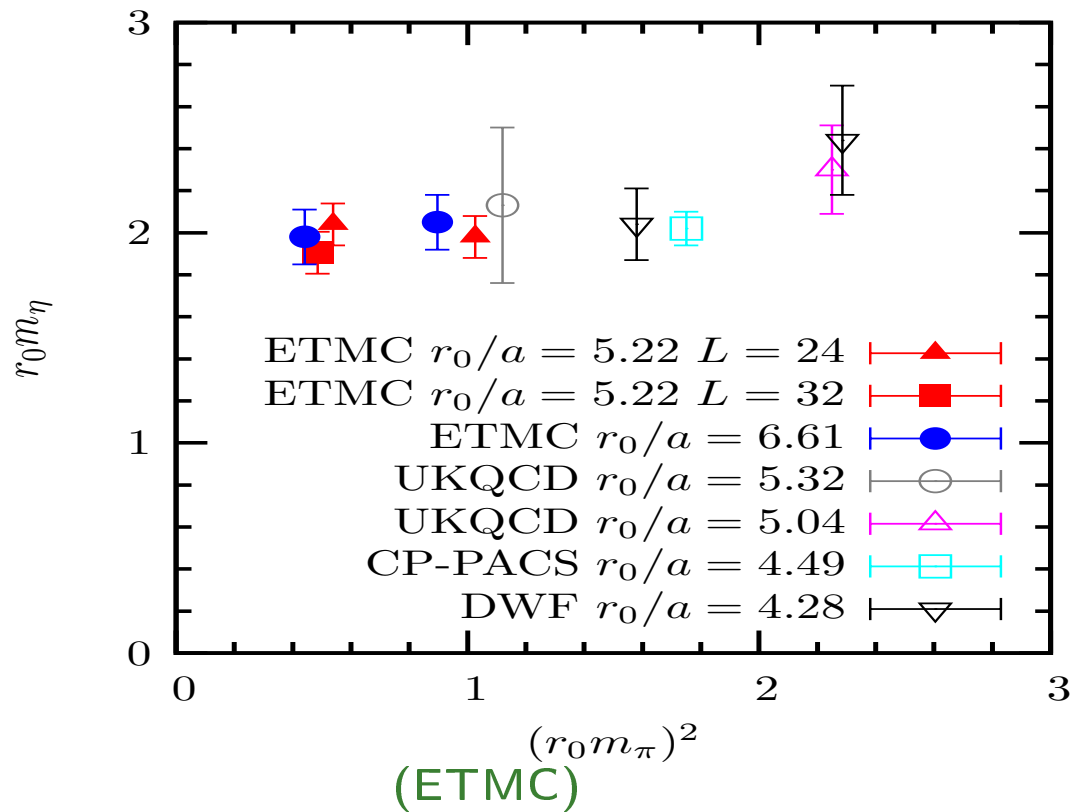 3
2
1
0
r₀mη
ETMC r₀/a = 5.22 L = 24
ETMC r₀/a = 5.22 L = 32
ETMC r₀/a = 6.61
UKQCD r₀/a = 5.32
UKQCD r₀/a = 5.04
CP-PACS r₀/a = 4.49
DWF r₀/a = 4.28
0 1 2 3
(r₀mπ)²
(ETMC)